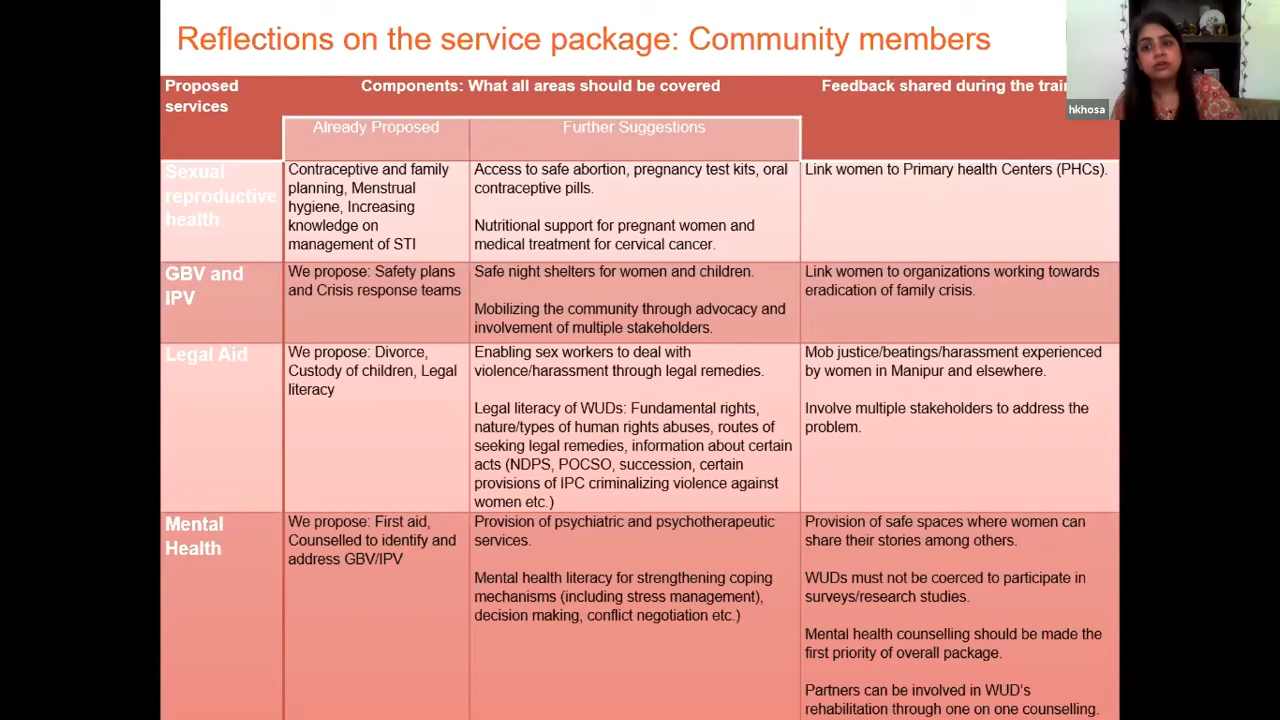 Reflections on the service package: Community members
hkhosa
Proposed
services
Components: What all areas should be covered
Feedback shared during the
Already Proposed
Further Suggestions
Sexual
reproductive
health
Contraceptive and family
planning, Menstrual
hygiene, Increasing
knowledge on
management of STI
Access to safe abortion, pregnancy test kits, oral
contraceptive pills.
Nutritional support for pregnant women and
medical treatment for cervical cancer.
Link women to Primary health Centers (PHCs).
GBV and
IPV
We propose: Safety plans
and Crisis response teams
Safe night shelters for women and children.
Mobilizing the community through advocacy and
involvement of multiple stakeholders.
Link women to organizations working towards
eradication of family crisis.
Legal Aid
We propose: Divorce,
Custody of children, Legal
literacy
Enabling sex workers to deal with
violence/harassment through legal remedies.
Legal literacy of WUDs: Fundamental rights,
nature/types of human rights abuses, routes of
seeking legal remedies, information about certain
acts (NDPS, POCSO, succession, certain
provisions of IPC criminalizing violence against
women etc.)
Mob justice/beatings/harassment experienced
by women in Manipur and elsewhere.
Involve multiple stakeholders to address the
problem.
Mental
Health
We propose: First aid,
Counselled to identify and
address GBV/IPV
Provision of psychiatric and psychotherapeutic
services.
Mental health literacy for strengthening coping
mechanisms (including stress management),
decision making, conflict negotiation etc.)
Provision of safe spaces where women can
share their stories among others.
WUDs must not be coerced to participate in
surveys/research studies.
Mental health counselling should be made the
first priority of overall package.
Partners can be involved in WUD's
rehabilitation through one on one counselling.